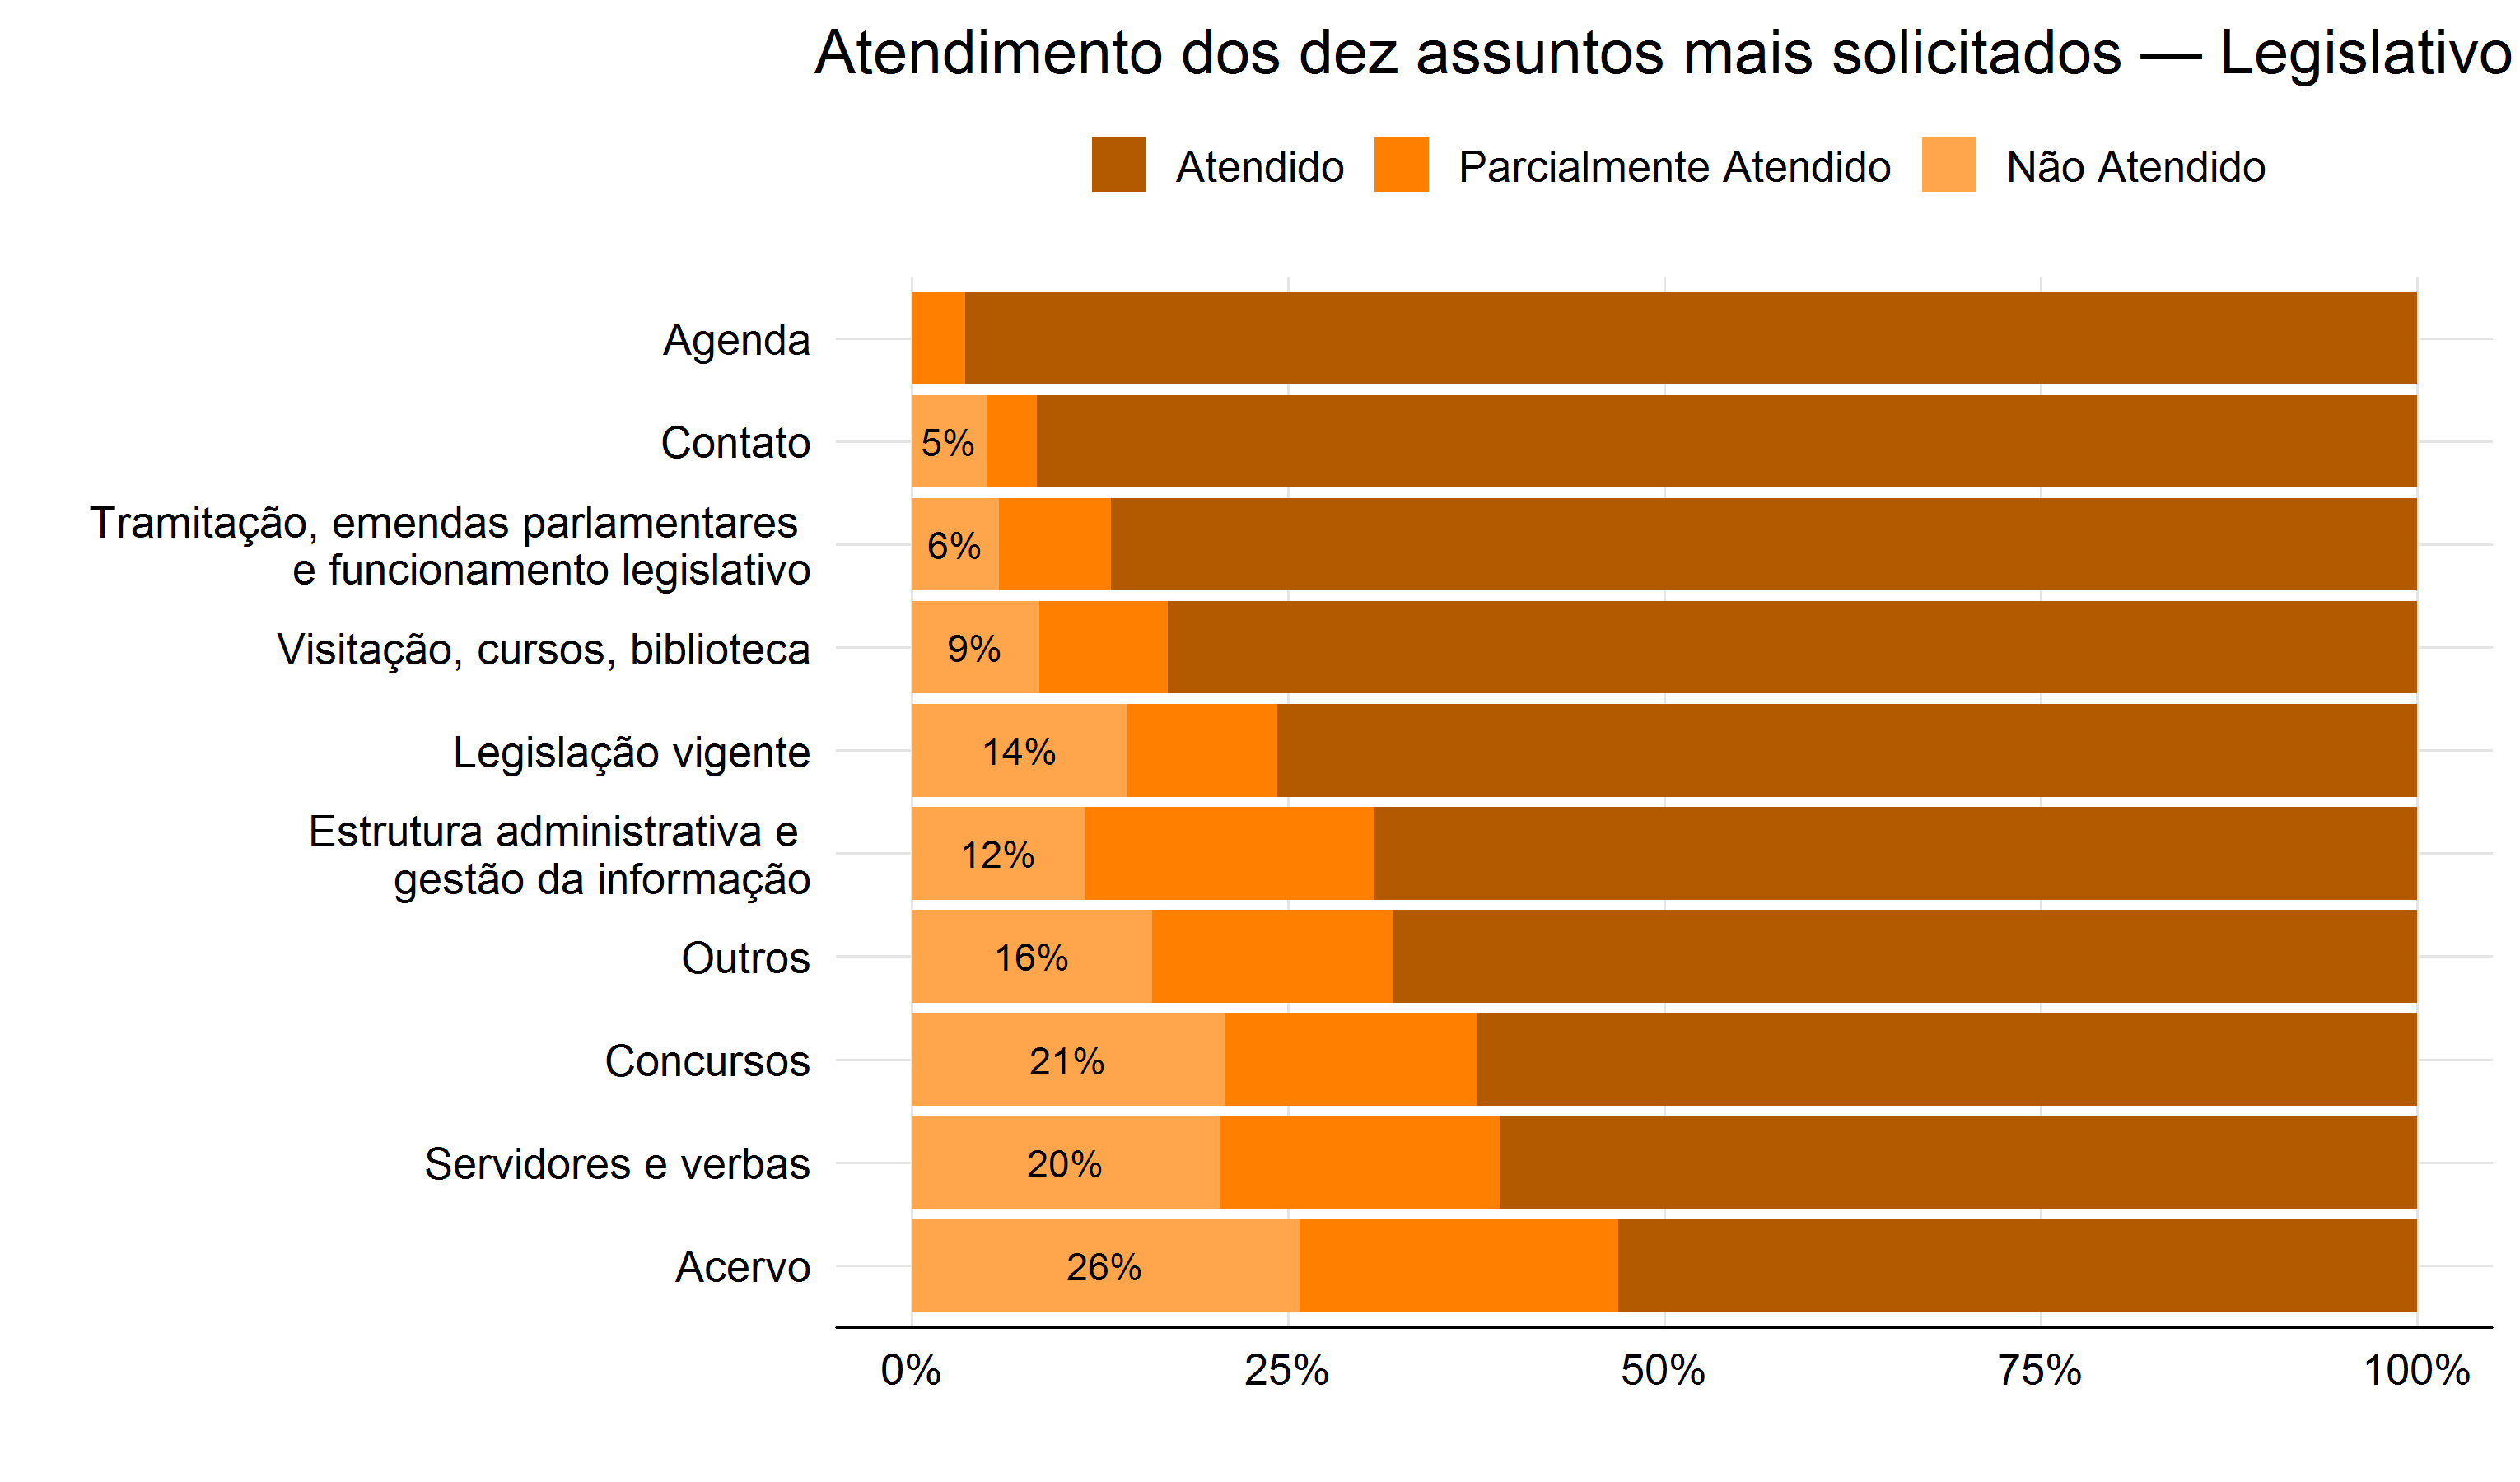 Atendimento dos dez assuntos mais solicitados — Legislativo
Atendido Parcialmente Atendido Não Atendido
Agenda
Contato 5%
Tramitação, emendas parlamentares
e funcionamento legislativo 6%
Visitação, cursos, biblioteca 9%
Legislação vigente 14%
Estrutura administrativa e
gestão da informação 12%
Outros 16%
Concursos 21%
Servidores e verbas 20%
Acervo 26%
0% 25% 50% 75% 100%